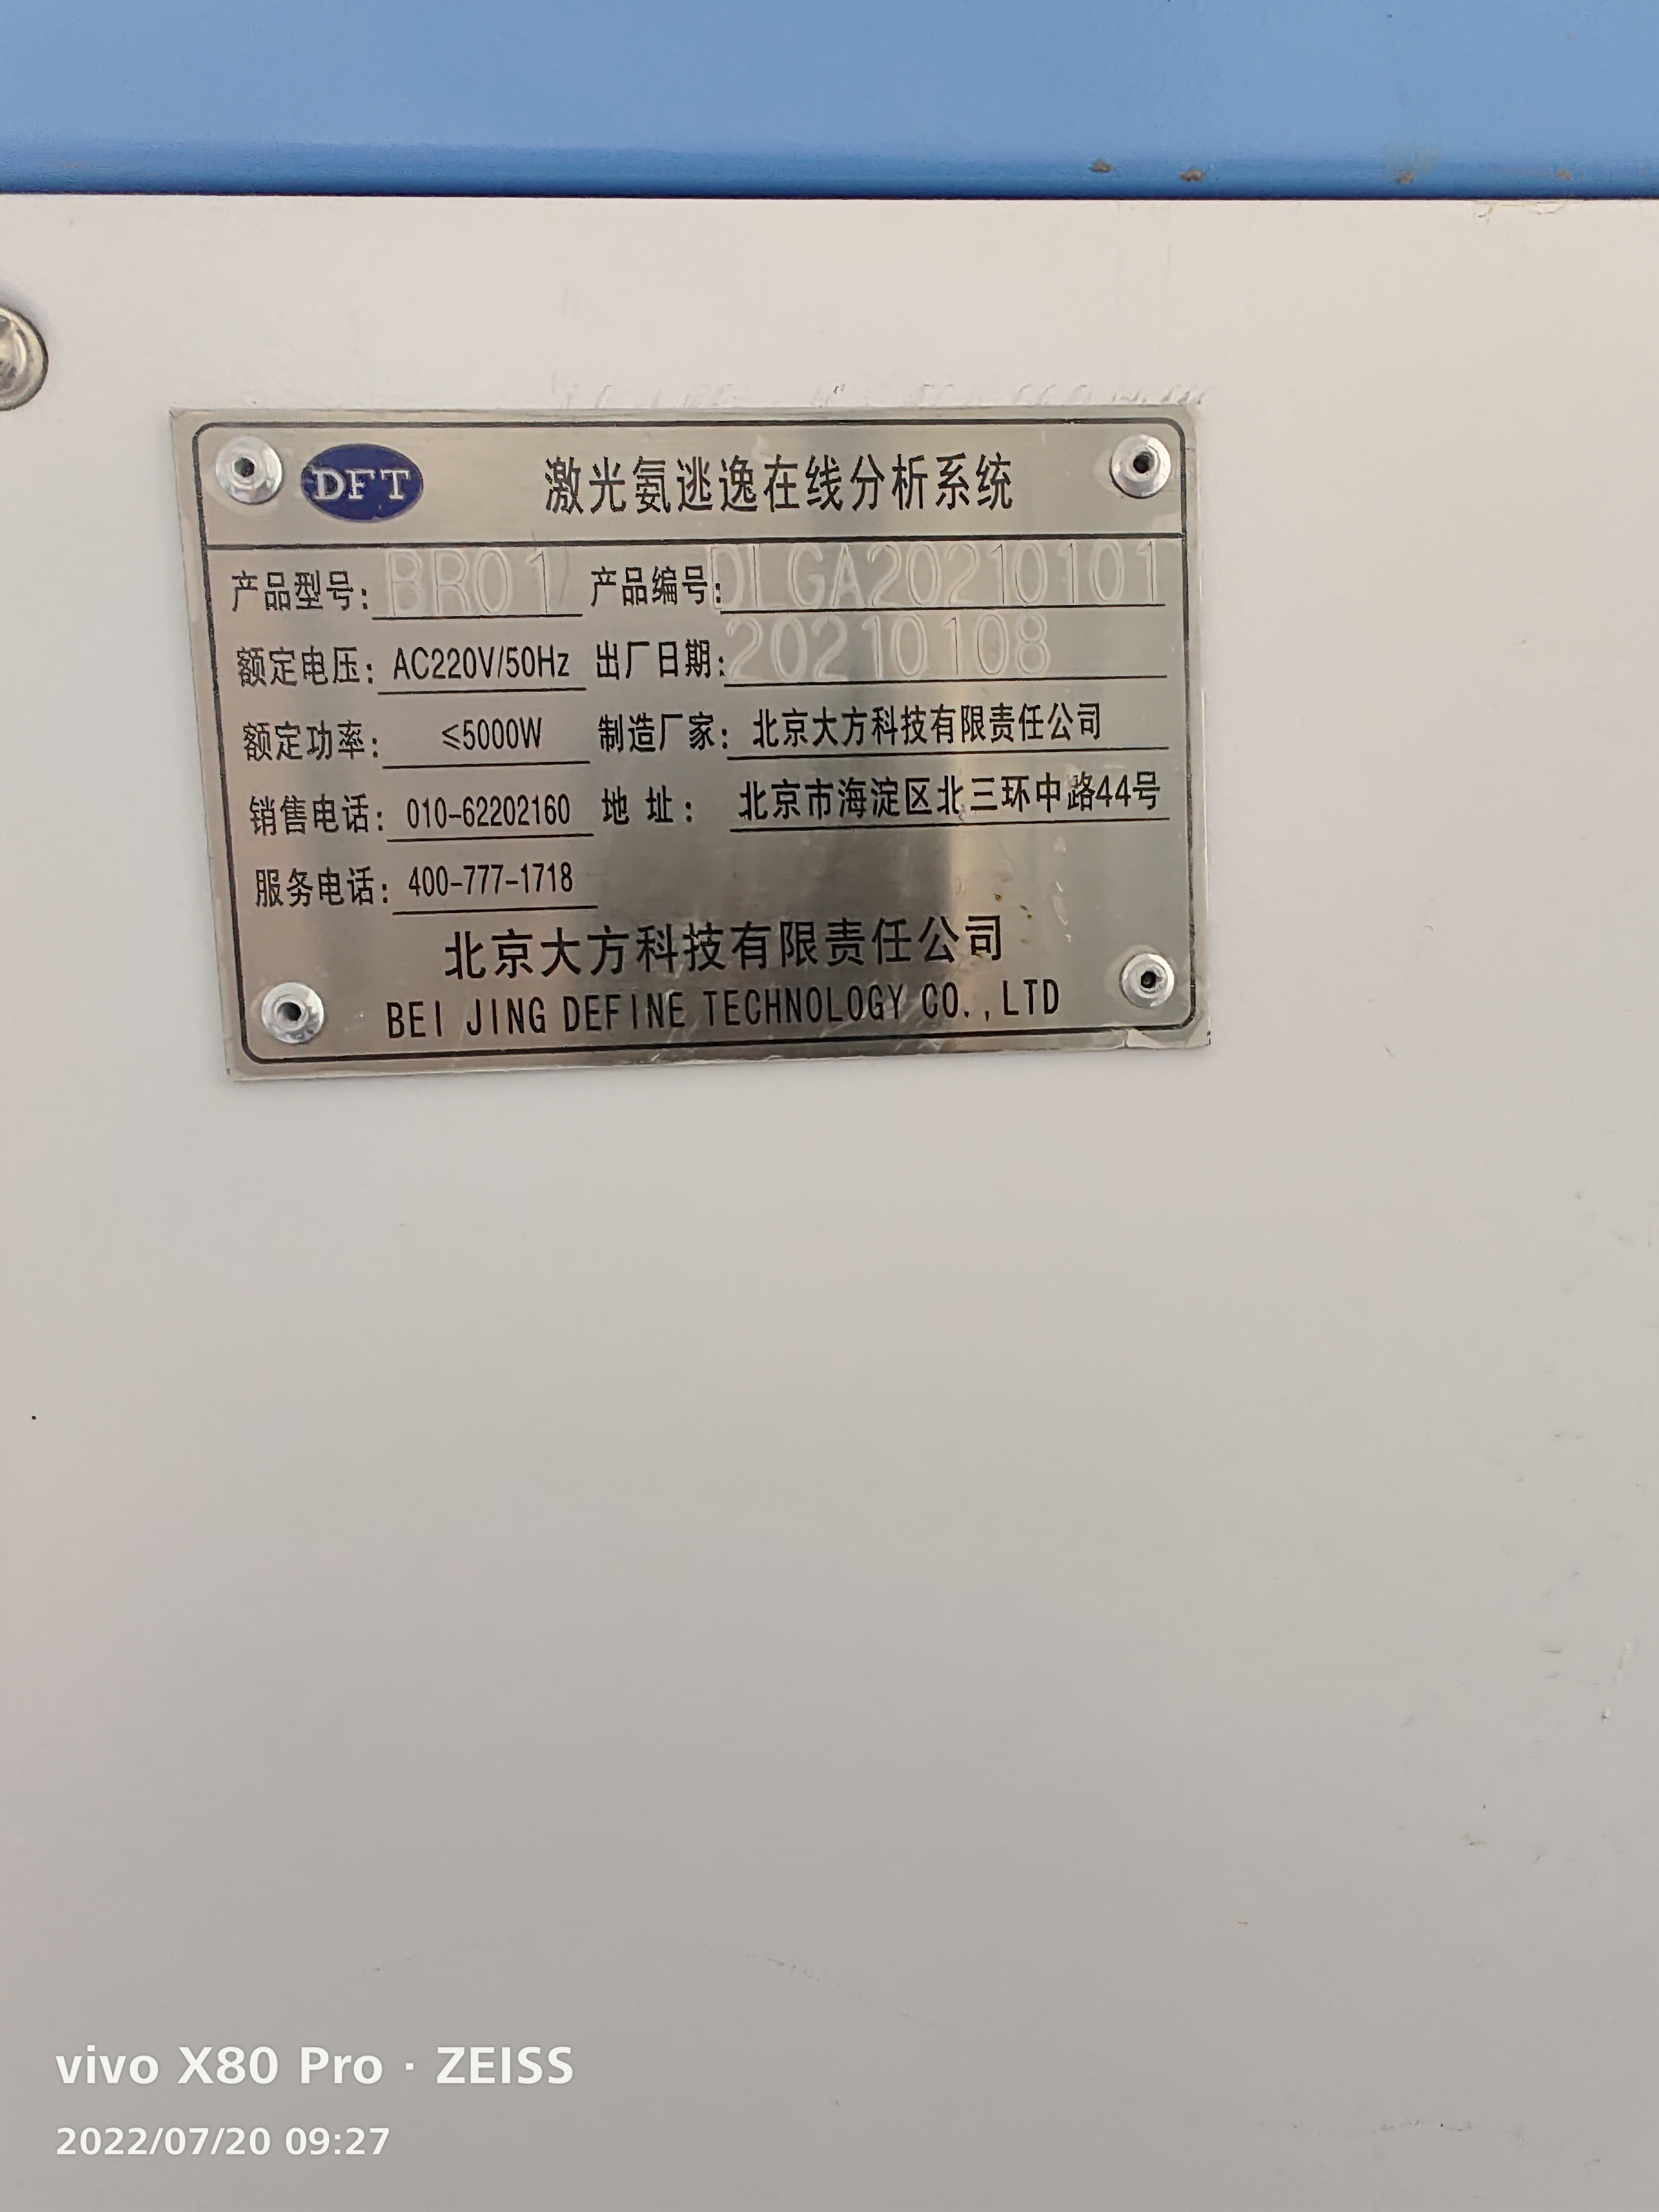 DFT 激光氨逃逸在线分析系统
产品型号: BR01 产品编号: DLGA20210101
额定电压: AC220V/50Hz 出厂日期: 20210108
额定功率: ≤5000W 制造厂家: 北京大方科技有限责任公司
销售电话: 010-62202160 地 址: 北京市海淀区北三环中路44号
服务电话: 400-777-1718
北京大方科技有限责任公司
BEI JING DEFINE TECHNOLOGY CO.,LTD
vivo X80 Pro · ZEISS
2022/07/20 09:27